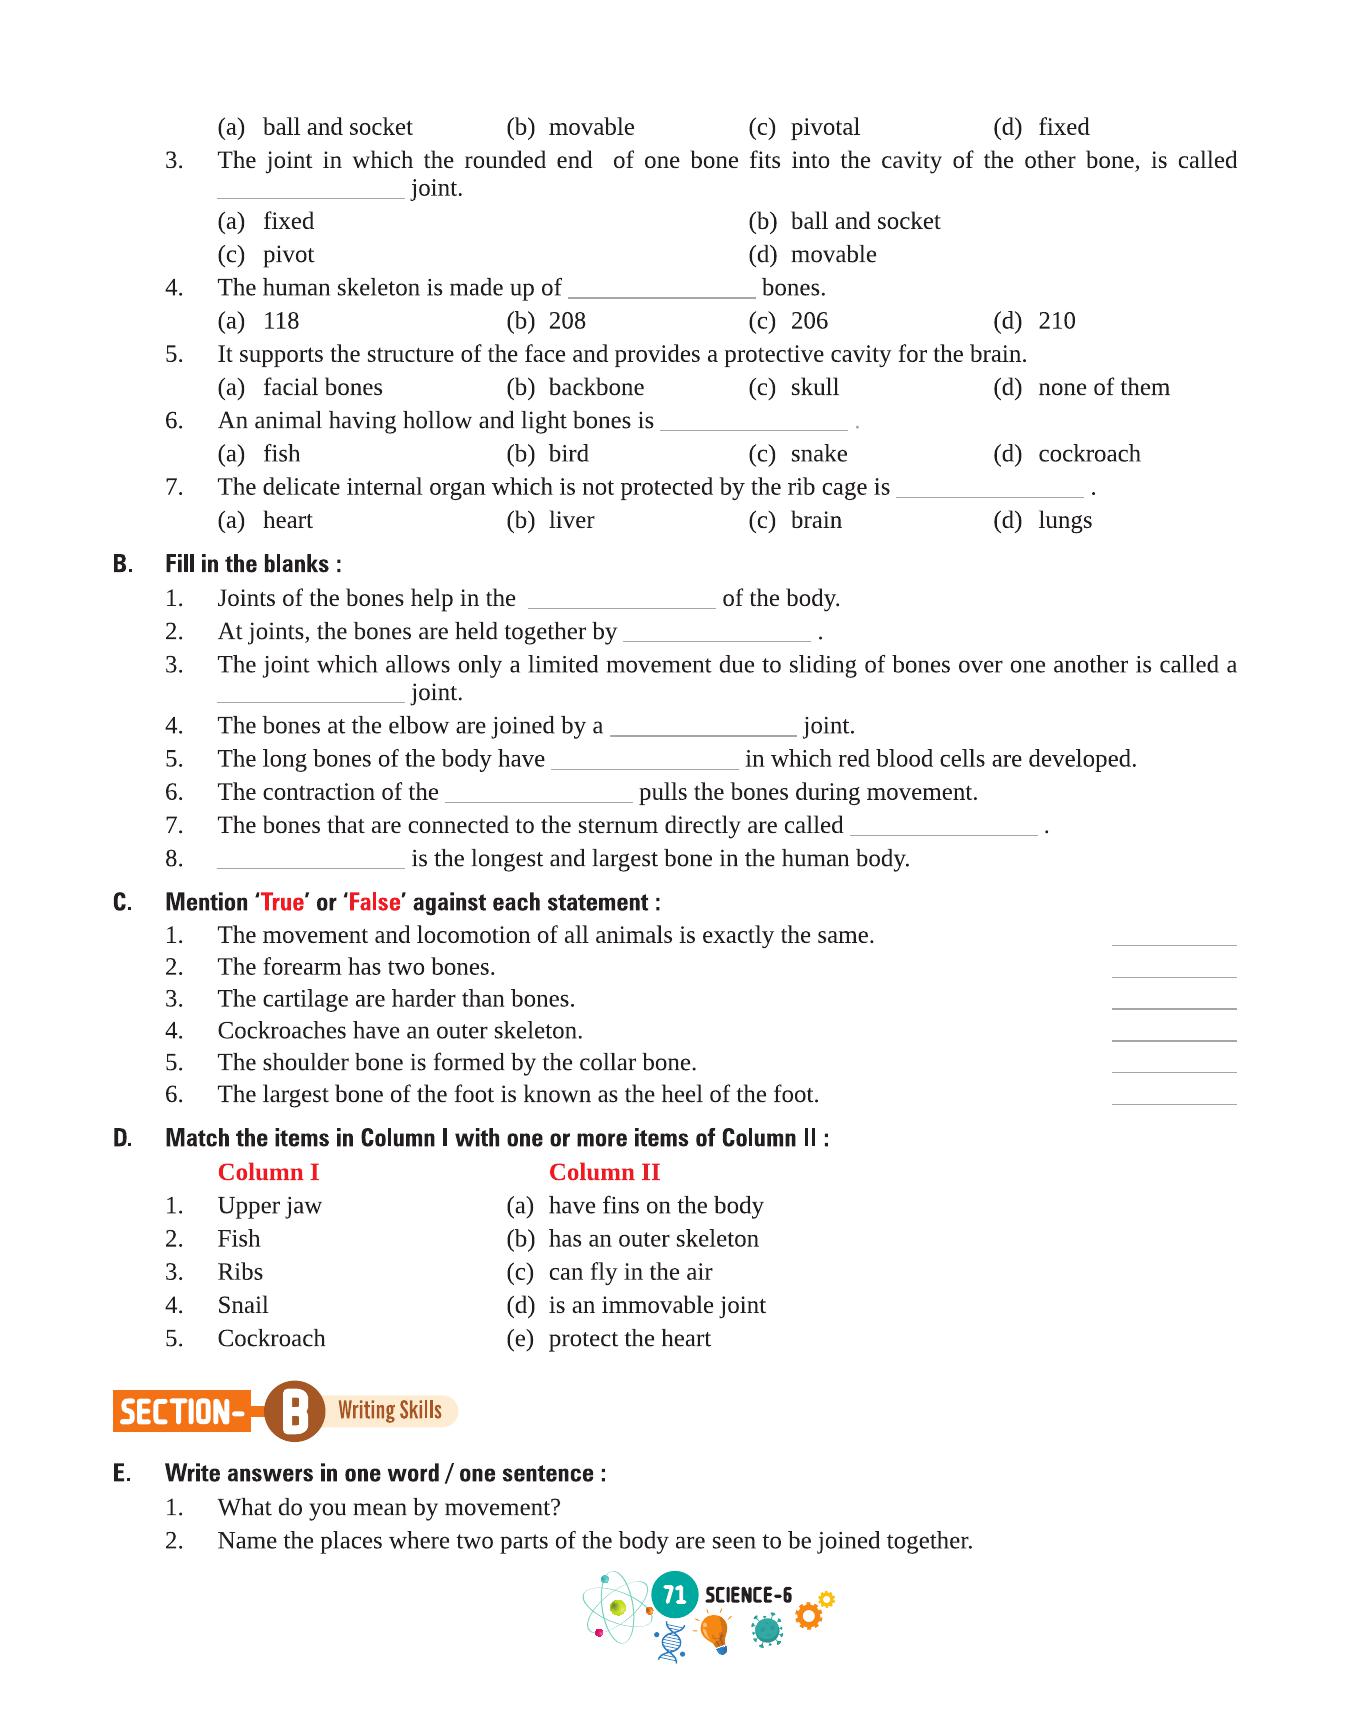 (a) ball and socket (b) movable (c) pivotal (d) fixed
3. The joint in which the rounded end of one bone fits into the cavity of the other bone, is called
_______________ joint.
(a) fixed (b) ball and socket
(c) pivot (d) movable
4. The human skeleton is made up of _______________ bones.
(a) 118 (b) 208 (c) 206 (d) 210
5. It supports the structure of the face and provides a protective cavity for the brain.
(a) facial bones (b) backbone (c) skull (d) none of them
6. An animal having hollow and light bones is _______________ .
(a) fish (b) bird (c) snake (d) cockroach
7. The delicate internal organ which is not protected by the rib cage is _______________ .
(a) heart (b) liver (c) brain (d) lungs
B. Fill in the blanks :
1. Joints of the bones help in the _______________ of the body.
2. At joints, the bones are held together by _______________ .
3. The joint which allows only a limited movement due to sliding of bones over one another is called a
_______________ joint.
4. The bones at the elbow are joined by a _______________ joint.
5. The long bones of the body have _______________ in which red blood cells are developed.
6. The contraction of the _______________ pulls the bones during movement.
7. The bones that are connected to the sternum directly are called _______________ .
8. _______________ is the longest and largest bone in the human body.
C. Mention ‘True’ or ‘False’ against each statement :
1. The movement and locomotion of all animals is exactly the same. __________
2. The forearm has two bones. __________
3. The cartilage are harder than bones. __________
4. Cockroaches have an outer skeleton. __________
5. The shoulder bone is formed by the collar bone. __________
6. The largest bone of the foot is known as the heel of the foot. __________
D. Match the items in Column I with one or more items of Column II :
Column I Column II
1. Upper jaw (a) have fins on the body
2. Fish (b) has an outer skeleton
3. Ribs (c) can fly in the air
4. Snail (d) is an immovable joint
5. Cockroach (e) protect the heart
SECTION- B Writing Skills
E. Write answers in one word / one sentence :
1. What do you mean by movement?
2. Name the places where two parts of the body are seen to be joined together.
71 SCIENCE-6